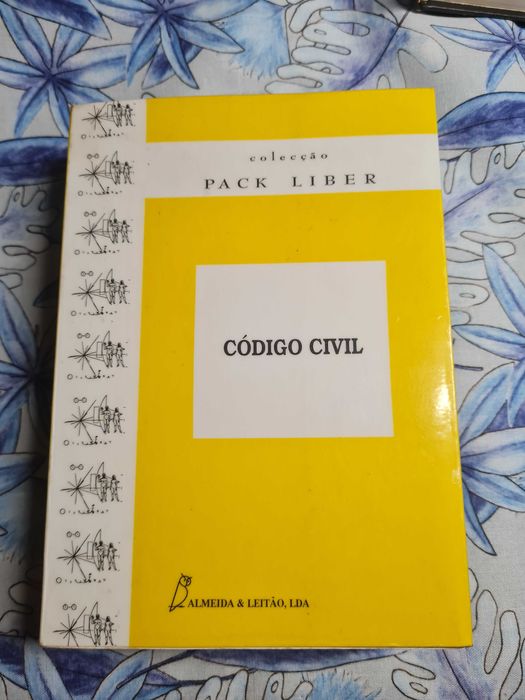 colecção
PACK LIBER
CÓDIGO CIVIL
ALMEIDA & LEITÃO, LDA